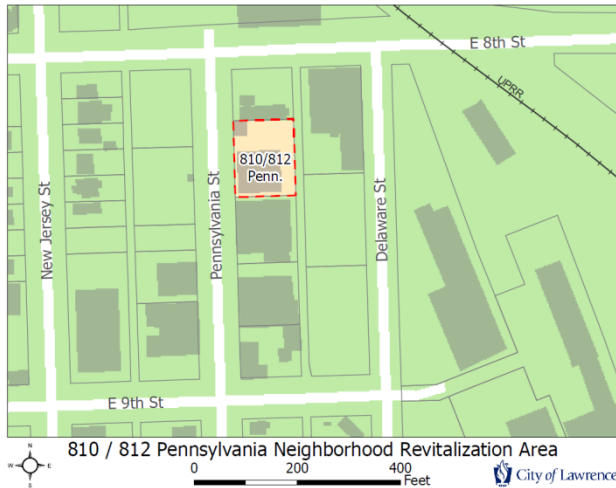 E 8th St
UPRR
810/812
Penn.
New Jersey St
Pennsylvania St
Delaware St
E 9th St
810 / 812 Pennsylvania Neighborhood Revitalization Area
N
W
E
S
0 200 400
Feet
City of Lawrence